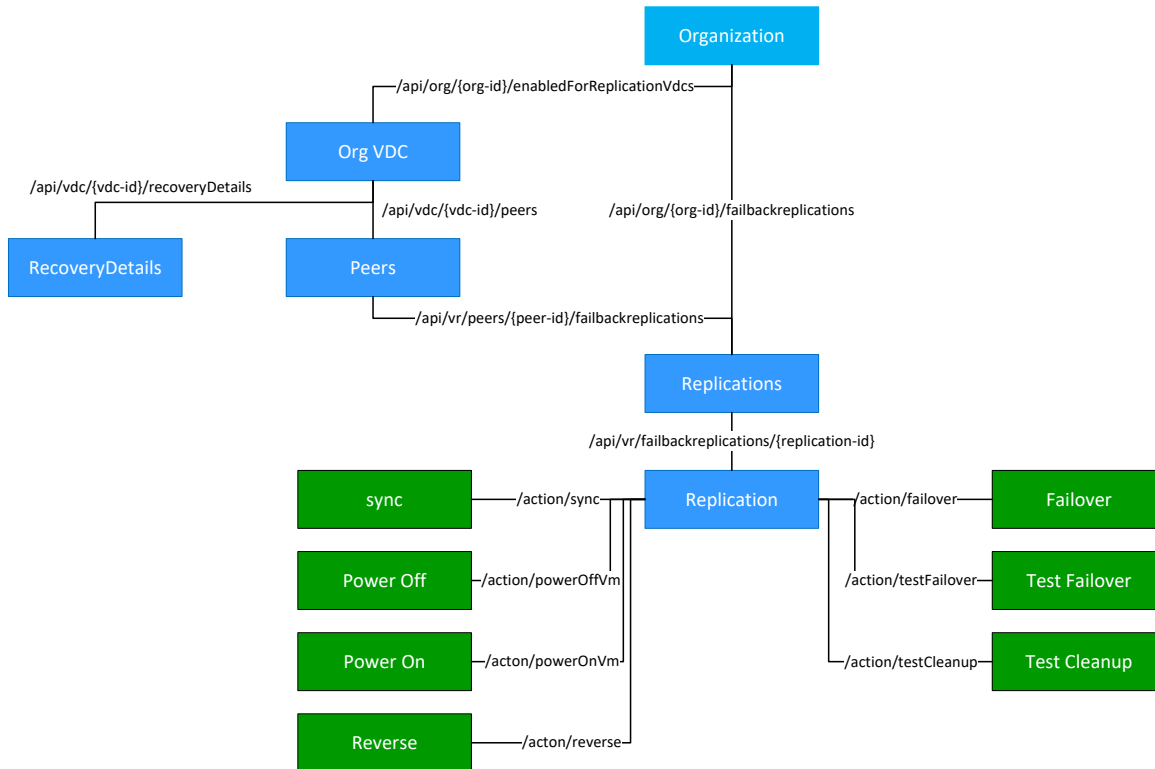 Organization
/api/org/{org-id}/enabledForReplicationVdcs
Org VDC
/api/vdc/{vdc-id}/recoveryDetails
/api/vdc/{vdc-id}/peers
/api/org/{org-id}/failbackreplications
RecoveryDetails
Peers
/api/vr/peers/{peer-id}/failbackreplications
Replications
/api/vr/failbackreplications/{replication-id}
sync
/action/sync
Replication
/action/failover
Failover
Power Off
/action/powerOffVm
/action/testFailover
Test Failover
Power On
/acton/powerOnVm
/action/testCleanup
Test Cleanup
Reverse
/acton/reverse